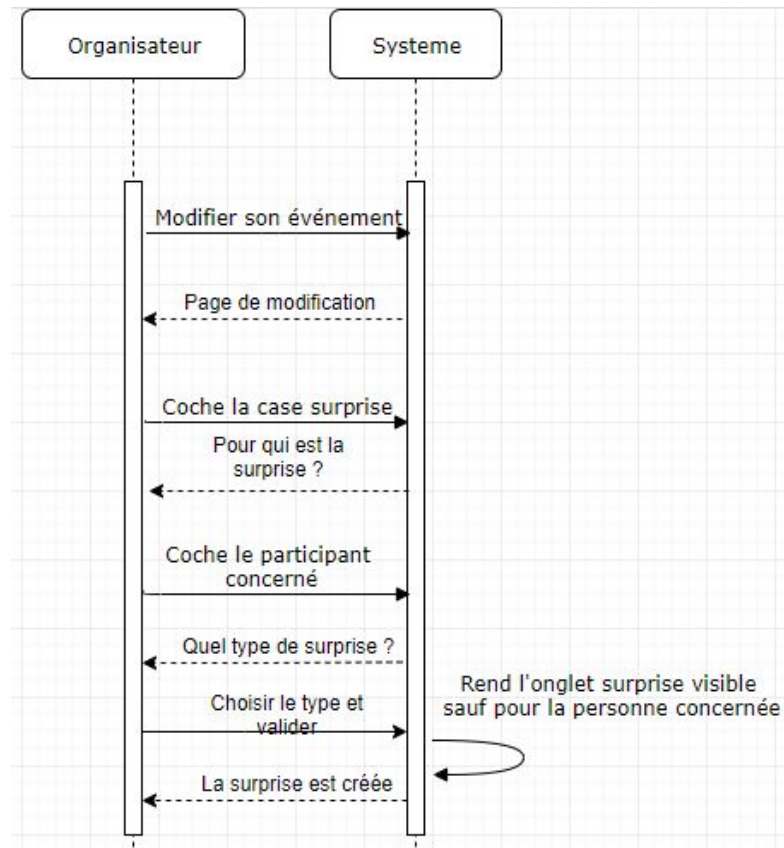 Organisateur
Systeme
Modifier son événement
Page de modification
Coche la case surprise
Pour qui est la
surprise ?
Coche le participant
concerné
Quel type de surprise ?
Choisir le type et
valider
Rend l'onglet surprise visible
sauf pour la personne concernée
La surprise est créée